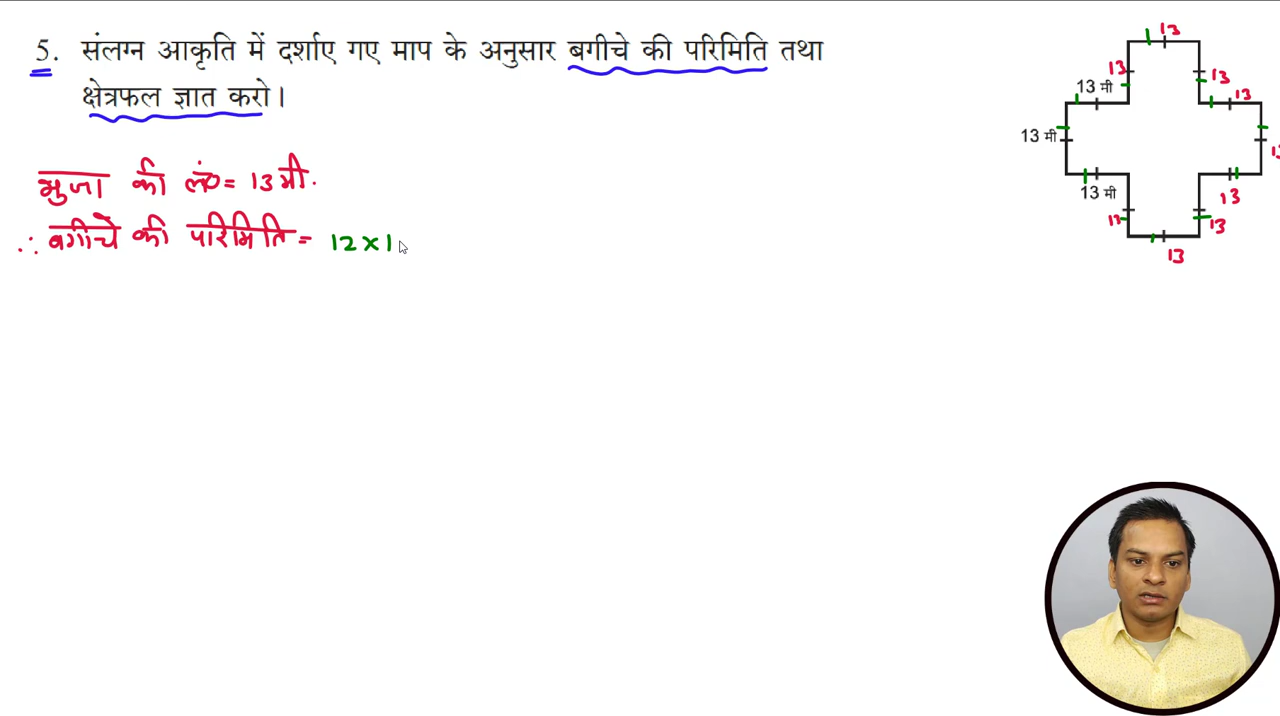 5. संलग्न आकृति में दर्शाए गए माप के अनुसार बगीचे की परिमिति तथा
क्षेत्रफल ज्ञात करो।
भुजा की लं० = 13 मी.
∴ बगीचे की परिमिति = 12 × 1
13
13
13
13 मी
13
13 मी
13
13 मी
13
13
13
13